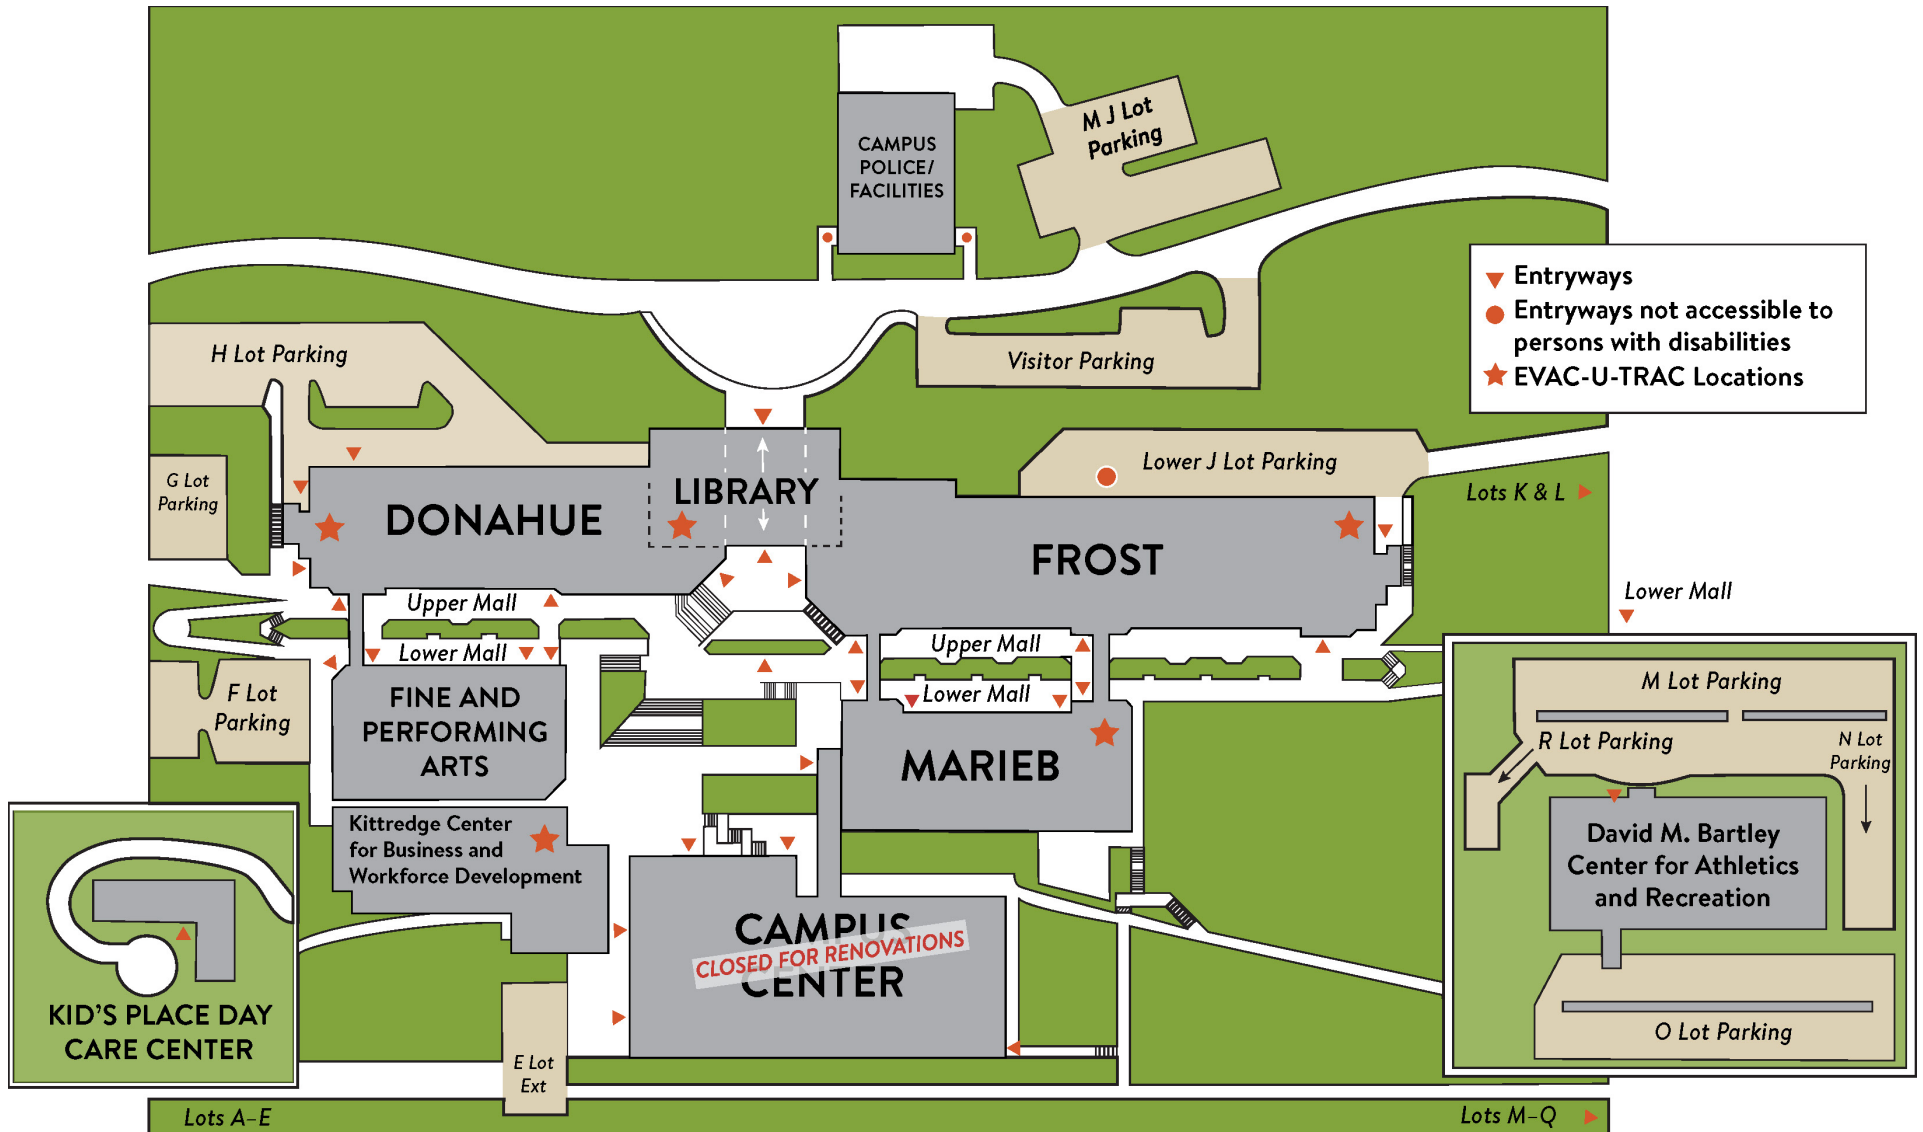 CAMPUS
POLICE/
FACILITIES
M J Lot
Parking
Entryways
Entryways not accessible to
persons with disabilities
EVAC-U-TRAC Locations
H Lot Parking
Visitor Parking
G Lot
Parking
LIBRARY
DONAHUE
Lower J Lot Parking
FROST
Lots K & L
Lower Mall
Upper Mall
Lower Mall
Upper Mall
Lower Mall
F Lot
Parking
FINE AND
PERFORMING
ARTS
MARIEB
M Lot Parking
R Lot Parking
N Lot
Parking
Kittredge Center
for Business and
Workforce Development
David M. Bartley
Center for Athletics
and Recreation
CAMPUS
CLOSED FOR RENOVATIONS
CENTER
KID'S PLACE DAY
CARE CENTER
O Lot Parking
E Lot
Ext
Lots A–E
Lots M–Q